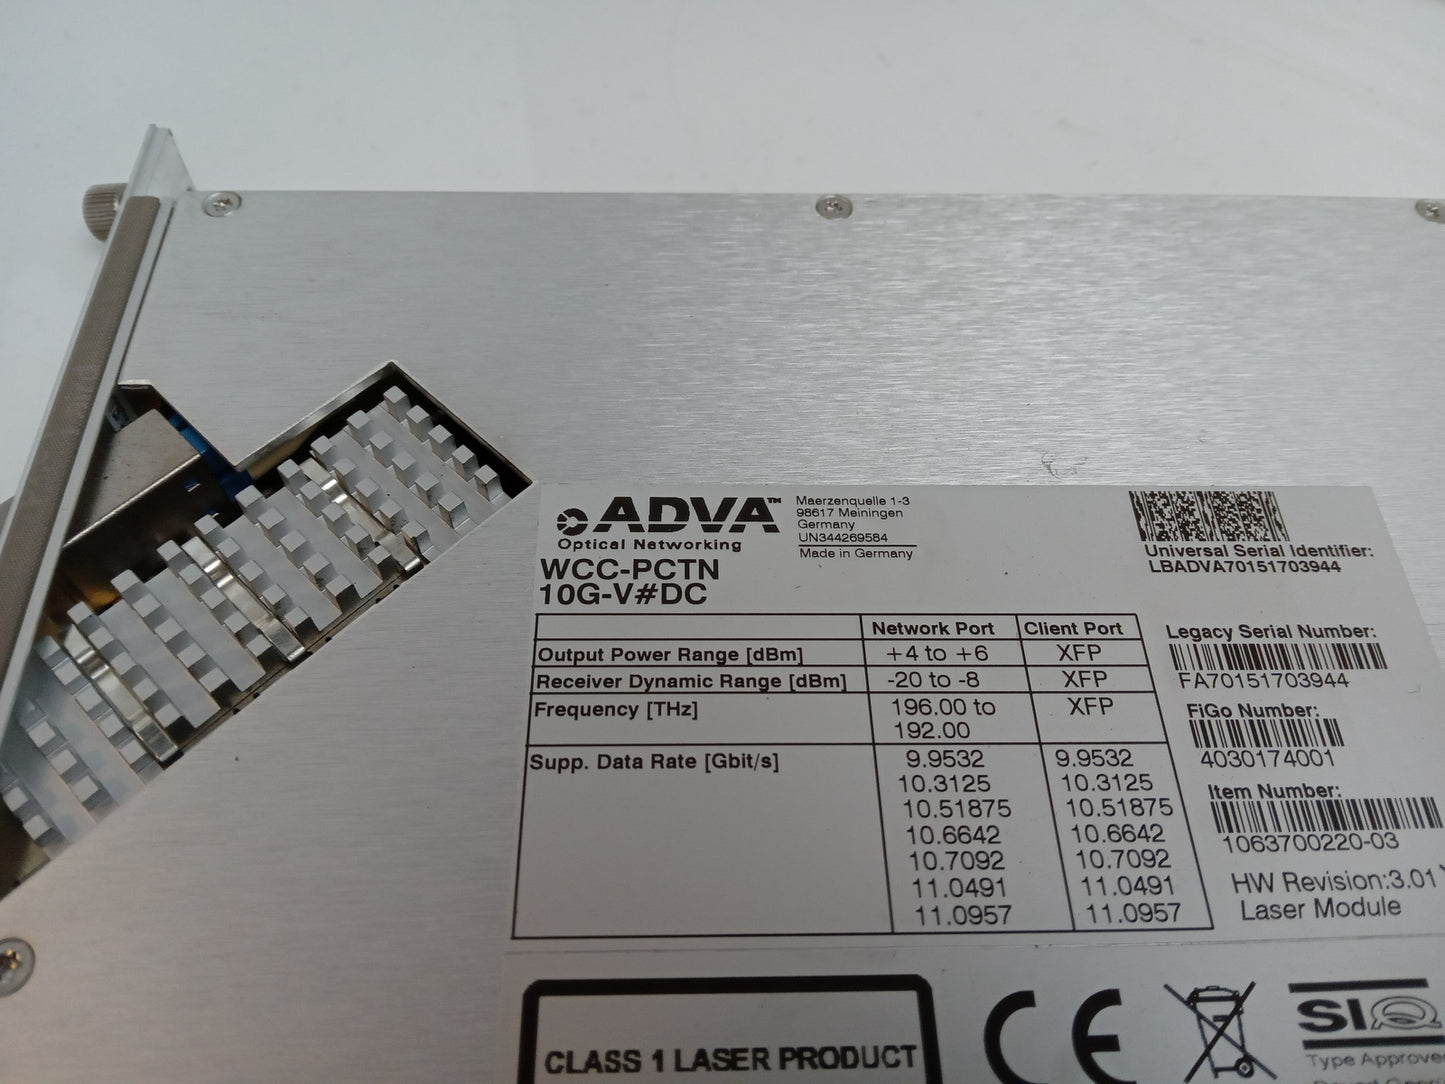 ADVA™
Optical Networking
Maerzenquelle 1-3
98617 Meiningen
Germany
UN344269584
Made in Germany
WCC-PCTN
10G-V#DC
Universal Serial Identifier:
LBADVA70151703944
Network Port Client Port
Output Power Range [dBm] +4 to +6 XFP
Receiver Dynamic Range [dBm] -20 to -8 XFP
Frequency [THz] 196.00 to XFP
192.00
Supp. Data Rate [Gbit/s] 9.9532 9.9532
10.3125 10.3125
10.51875 10.51875
10.6642 10.6642
10.7092 10.7092
11.0491 11.0491
11.0957 11.0957
Legacy Serial Number:
FA70151703944
FiGo Number:
4030174001
Item Number:
1063700220-03
HW Revision:3.01
Laser Module
CLASS 1 LASER PRODUCT
CE
SIQ
Type Approved